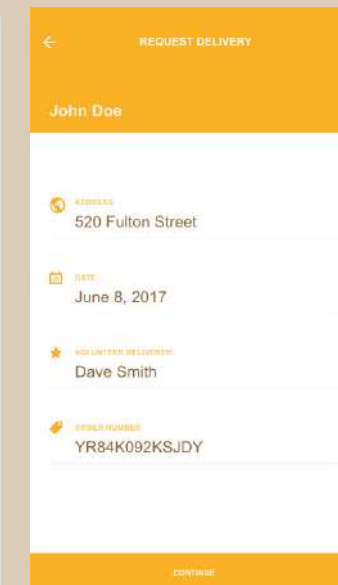 REQUEST DELIVERY
John Doe
ADDRESS
520 Fulton Street
DATE
June 8, 2017
VOLUNTEER DELIVERER
Dave Smith
ORDER NUMBER
YR84K092KSJDY
CONTINUE